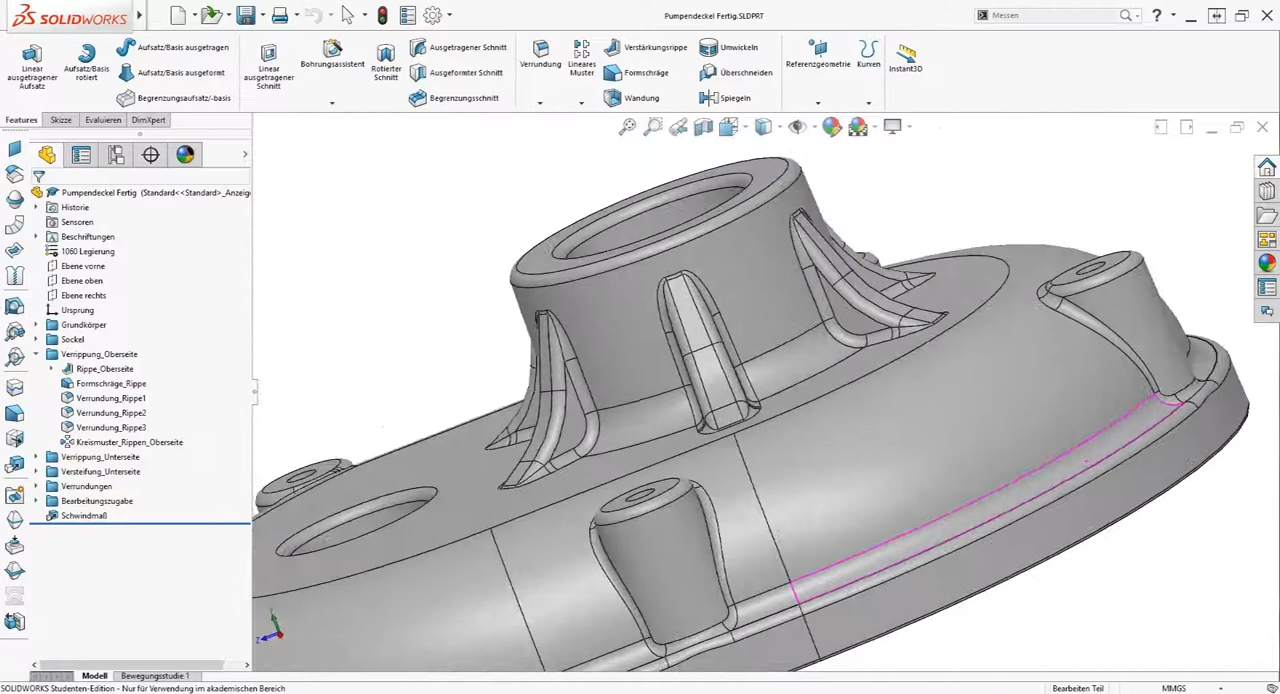 SOLIDWORKS
Pumpendeckel Fertig.SLDPRT
Messen
?
Linear ausgetragener Aufsatz
Aufsatz/Basis rotiert
Aufsatz/Basis ausgetragen
Aufsatz/Basis ausgeformt
Begrenzungsaufsatz/-basis
Linear ausgetragener Schnitt
Bohrungsassistent
Rotierter Schnitt
Ausgetragener Schnitt
Ausgeformter Schnitt
Begrenzungsschnitt
Verrundung
Lineares Muster
Verstärkungsrippe
Formschräge
Wandung
Umwickeln
Überschneiden
Spiegeln
Referenzgeometrie
Kurven
Instant3D
Features
Skizze
Evaluieren
DimXpert
Pumpendeckel Fertig (Standard<<Standard>_Anzeige
Historie
Sensoren
Beschriftungen
1060 Legierung
Ebene vorne
Ebene oben
Ebene rechts
Ursprung
Grundkörper
Sockel
Verrippung_Oberseite
Rippe_Oberseite
Formschräge_Rippe
Verrundung_Rippe1
Verrundung_Rippe2
Verrundung_Rippe3
Kreismuster_Rippen_Oberseite
Verrippung_Unterseite
Versteifung_Unterseite
Verrundungen
Bearbeitungszugabe
Schwindmaß
Modell
Bewegungsstudie 1
SOLIDWORKS Studenten-Edition - Nur für Verwendung im akademischen Bereich
Bearbeiten Teil
MMGS